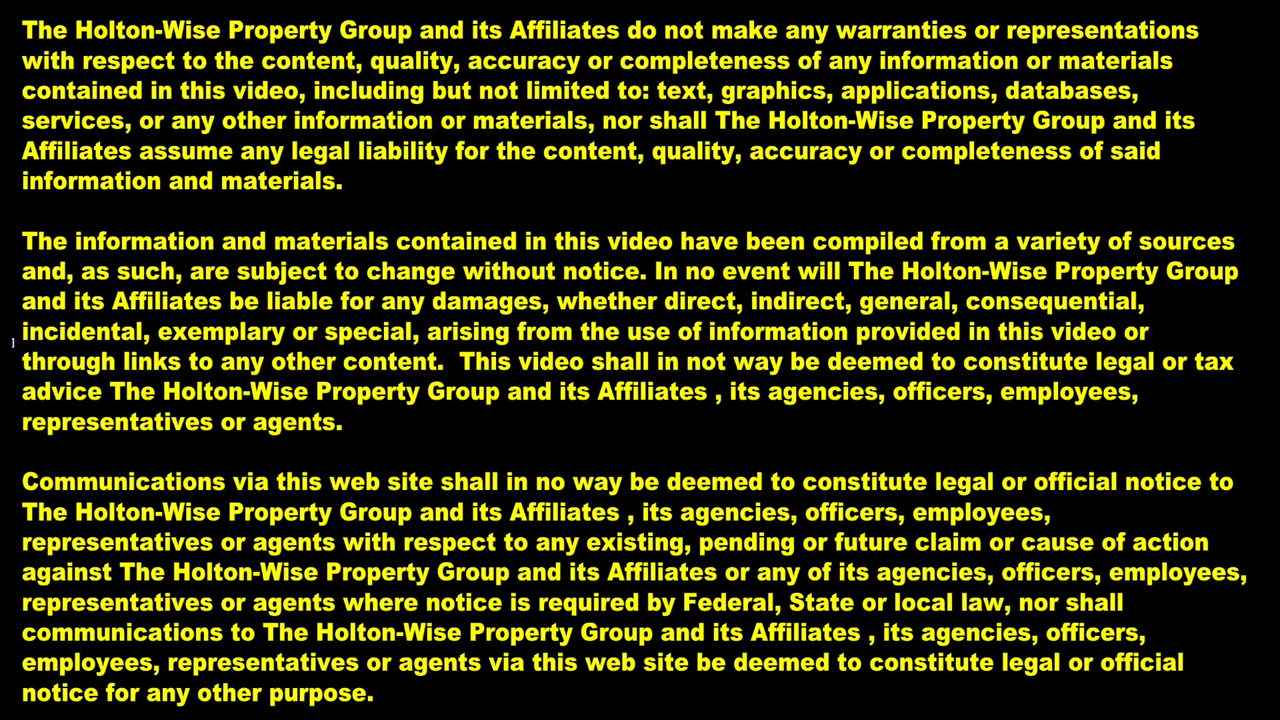 The Holton-Wise Property Group and its Affiliates do not make any warranties or representations
with respect to the content, quality, accuracy or completeness of any information or materials
contained in this video, including but not limited to: text, graphics, applications, databases,
services, or any other information or materials, nor shall The Holton-Wise Property Group and its
Affiliates assume any legal liability for the content, quality, accuracy or completeness of said
information and materials.
The information and materials contained in this video have been compiled from a variety of sources
and, as such, are subject to change without notice. In no event will The Holton-Wise Property Group
and its Affiliates be liable for any damages, whether direct, indirect, general, consequential,
incidental, exemplary or special, arising from the use of information provided in this video or
through links to any other content.  This video shall in not way be deemed to constitute legal or tax
advice The Holton-Wise Property Group and its Affiliates , its agencies, officers, employees,
representatives or agents.
Communications via this web site shall in no way be deemed to constitute legal or official notice to
The Holton-Wise Property Group and its Affiliates , its agencies, officers, employees,
representatives or agents with respect to any existing, pending or future claim or cause of action
against The Holton-Wise Property Group and its Affiliates or any of its agencies, officers, employees,
representatives or agents where notice is required by Federal, State or local law, nor shall
communications to The Holton-Wise Property Group and its Affiliates , its agencies, officers,
employees, representatives or agents via this web site be deemed to constitute legal or official
notice for any other purpose.